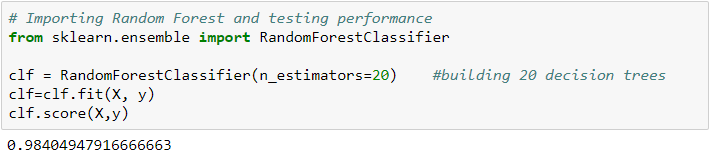 # Importing Random Forest and testing performance
from sklearn.ensemble import RandomForestClassifier
clf = RandomForestClassifier(n_estimators=20)    #building 20 decision trees
clf=clf.fit(X, y)
clf.score(X,y)
0.98404947916666663